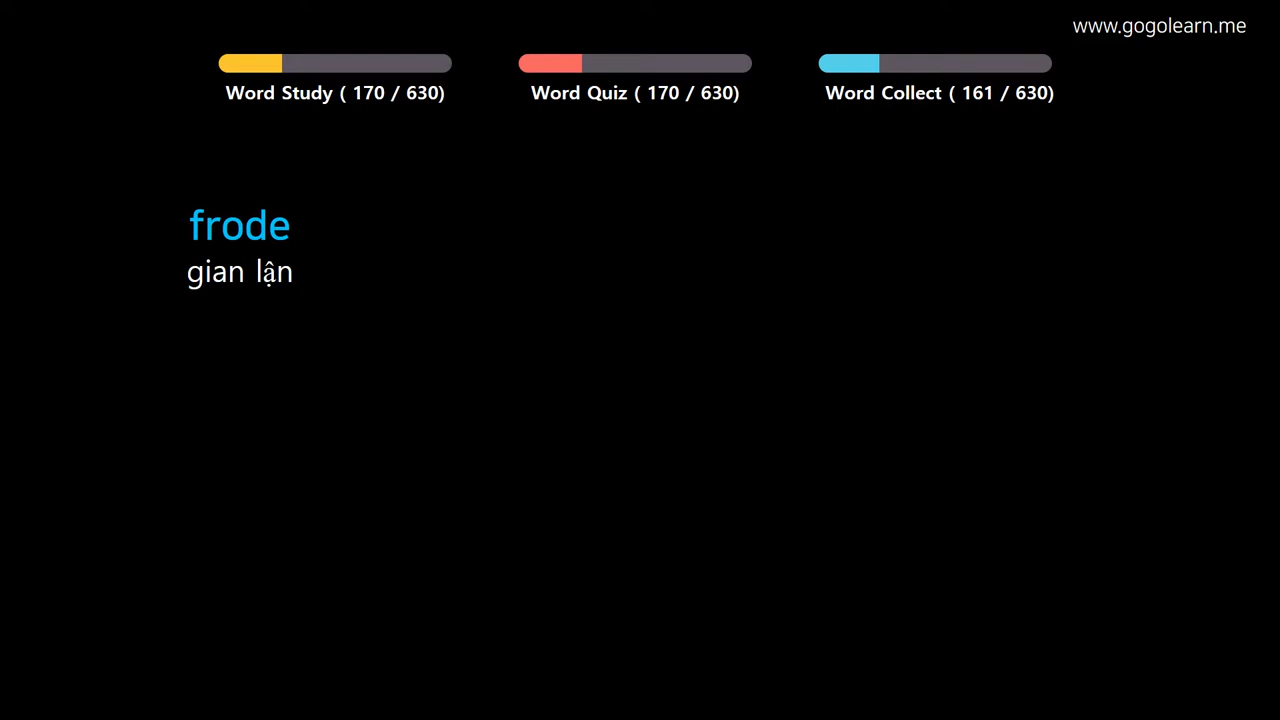 www.gogolearn.me
Word Study ( 170 / 630)
Word Quiz ( 170 / 630)
Word Collect ( 161 / 630)
frode
gian lận